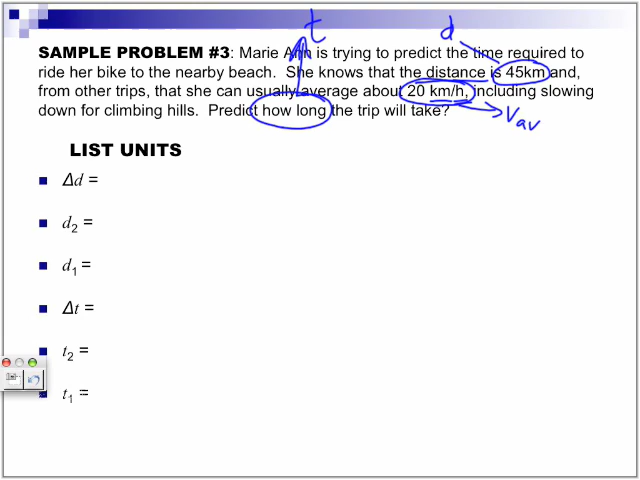 t
d
SAMPLE PROBLEM #3: Marie Ann is trying to predict the time required to
ride her bike to the nearby beach. She knows that the distance is 45km and,
from other trips, that she can usually average about 20 km/h, including slowing
down for climbing hills. Predict how long the trip will take?
Vav
LIST UNITS
Δd =
d2 =
d1 =
Δt =
t2 =
t1 =